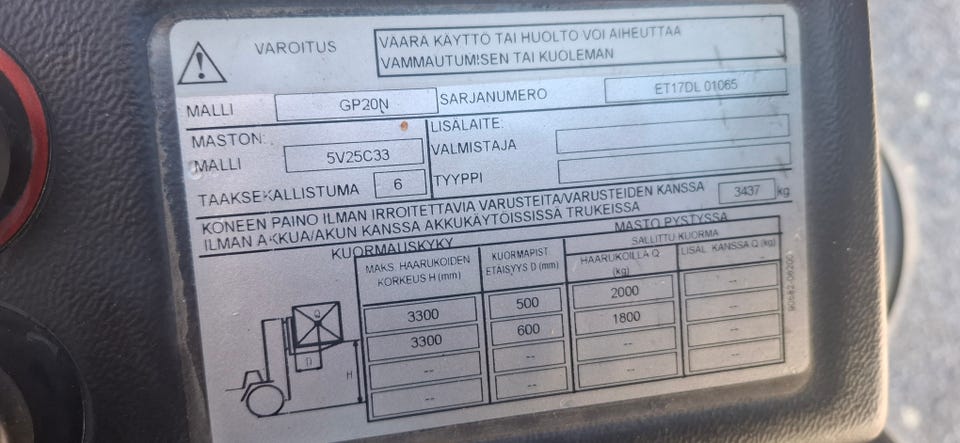 VAROITUS
VÄÄRÄ KÄYTTÖ TAI HUOLTO VOI AIHEUTTAA
VAMMAUTUMISEN TAI KUOLEMAN
MALLI GP20N
SARJANUMERO ET17DL 01065
MASTON:
MALLI 5V25C33
TAAKSEKALLISTUMA 6
LISÄLAITE:
VALMISTAJA
TYYPPI
KONEEN PAINO ILMAN IRROITETTAVIA VARUSTEITA/VARUSTEIDEN KANSSA 3437 kg
ILMAN AKKUA/AKUN KANSSA AKKUKÄYTÖISSISSÄ TRUKEISSA
KUORMAUSKYKY
MASTO PYSTYSSÄ
MAKS. HAARUKOIDEN
KORKEUS H (mm)
KUORMAPIST.
ETÄISYYS D (mm)
SALLITTU KUORMA
HAARUKOILLA Q
(kg)
LISÄL. KANSSA Q (kg)
3300 500 2000 --
3300 600 1800 --
-- -- -- --
-- -- -- --
Q
D
H
90582-06200